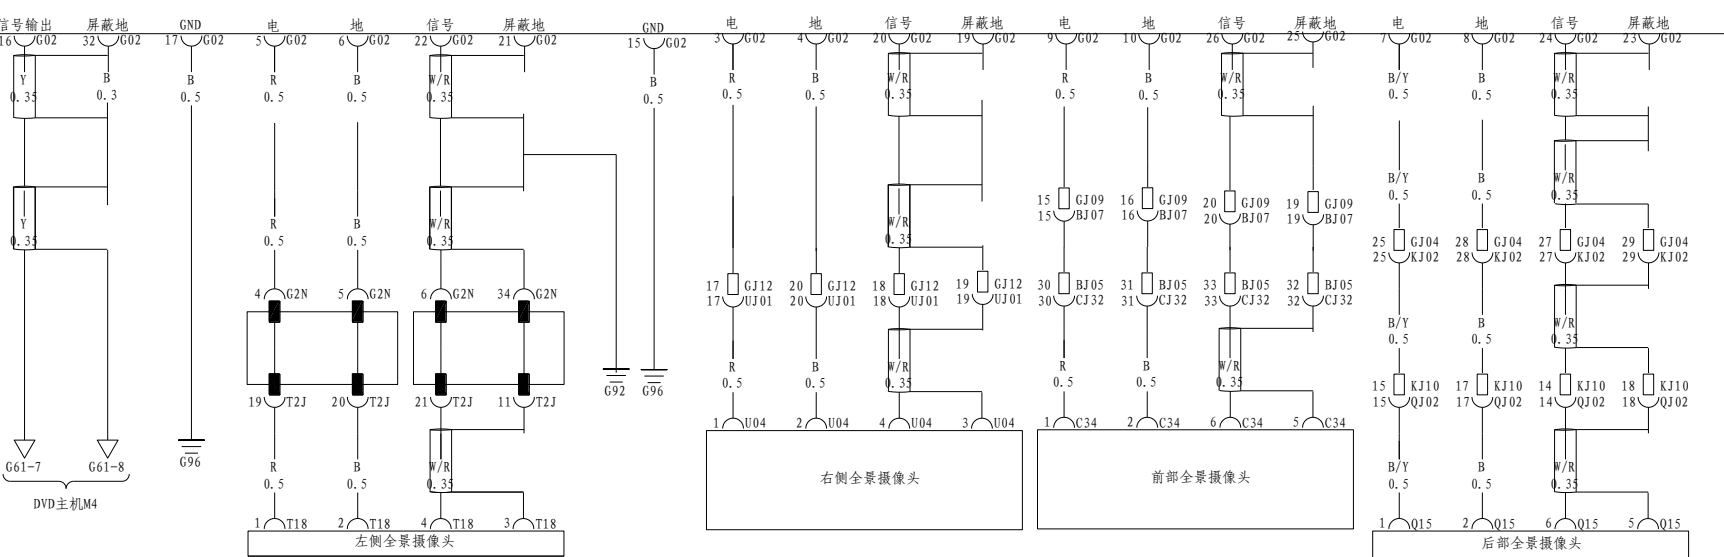 信号输出 屏蔽地 GND 电 地 信号 屏蔽地 GND 电 地 信号 屏蔽地 电 地 信号 屏蔽地 电 地 信号 屏蔽地
16 G02 32 G02 17 G02 5 G02 6 G02 22 G02 21 G02 15 G02 3 G02 4 G02 20 G02 19 G02 9 G02 10 G02 26 G02 25 G02 7 G02 8 G02 24 G02 23 G02
Y B B R B W/R B R B W/R R B W/R B/Y B W/R
0.35 0.3 0.5 0.5 0.5 0.35 0.5 0.5 0.5 0.35 0.5 0.5 0.35 0.5 0.5 0.35
B/Y B W/R
0.5 0.5 0.35
15 GJ09 16 GJ09 20 GJ09 19 GJ09
15 BJ07 16 BJ07 20 BJ07 19 BJ07
Y R B W/R W/R
0.35 0.5 0.5 0.35 0.35
25 GJ04 28 GJ04 27 GJ04 29 GJ04
25 KJ02 28 KJ02 27 KJ02 29 KJ02
4 G2N 5 G2N 6 G2N 34 G2N
17 GJ12 20 GJ12 18 GJ12 19 GJ12
17 UJ01 20 UJ01 18 UJ01 19 UJ01
30 BJ05 31 BJ05 33 BJ05 32 BJ05
30 CJ32 31 CJ32 33 CJ32 32 CJ32
B/Y B W/R
0.5 0.5 0.35
R B W/R R B W/R
0.5 0.5 0.35 0.5 0.5 0.35
G92 G96
15 KJ10 17 KJ10 14 KJ10 18 KJ10
15 QJ02 17 QJ02 14 QJ02 18 QJ02
19 T2J 20 T2J 21 T2J 11 T2J
1 U04 2 U04 4 U04 3 U04 1 C34 2 C34 6 C34 5 C34
G61-7 G61-8 G96
R B W/R B/Y B W/R
0.5 0.5 0.35 0.5 0.5 0.35
右侧全景摄像头 前部全景摄像头
DVD主机M4
1 T18 2 T18 4 T18 3 T18 1 Q15 2 Q15 6 Q15 5 Q15
左侧全景摄像头 后部全景摄像头